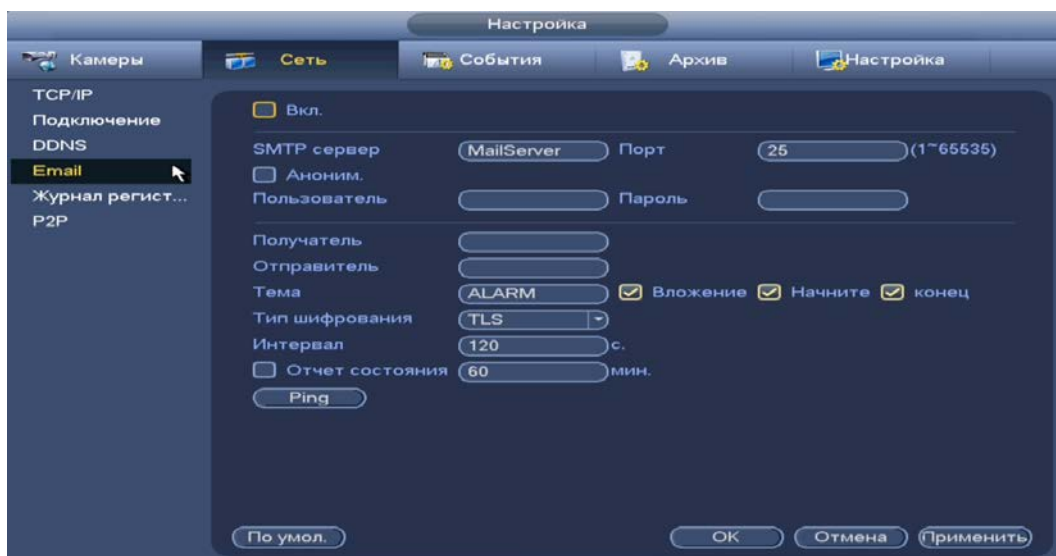 Настройка
Камеры Сеть События Архив Настройка
TCP/IP
Подключение
DDNS
Email
Журнал регист...
P2P
Вкл.
SMTP сервер MailServer Порт 25 (1~65535)
Аноним.
Пользователь Пароль
Получатель
Отправитель
Тема ALARM Вложение Начните конец
Тип шифрования TLS
Интервал 120 с.
Отчет состояния 60 мин.
Ping
По умол. OK Отмена Применить